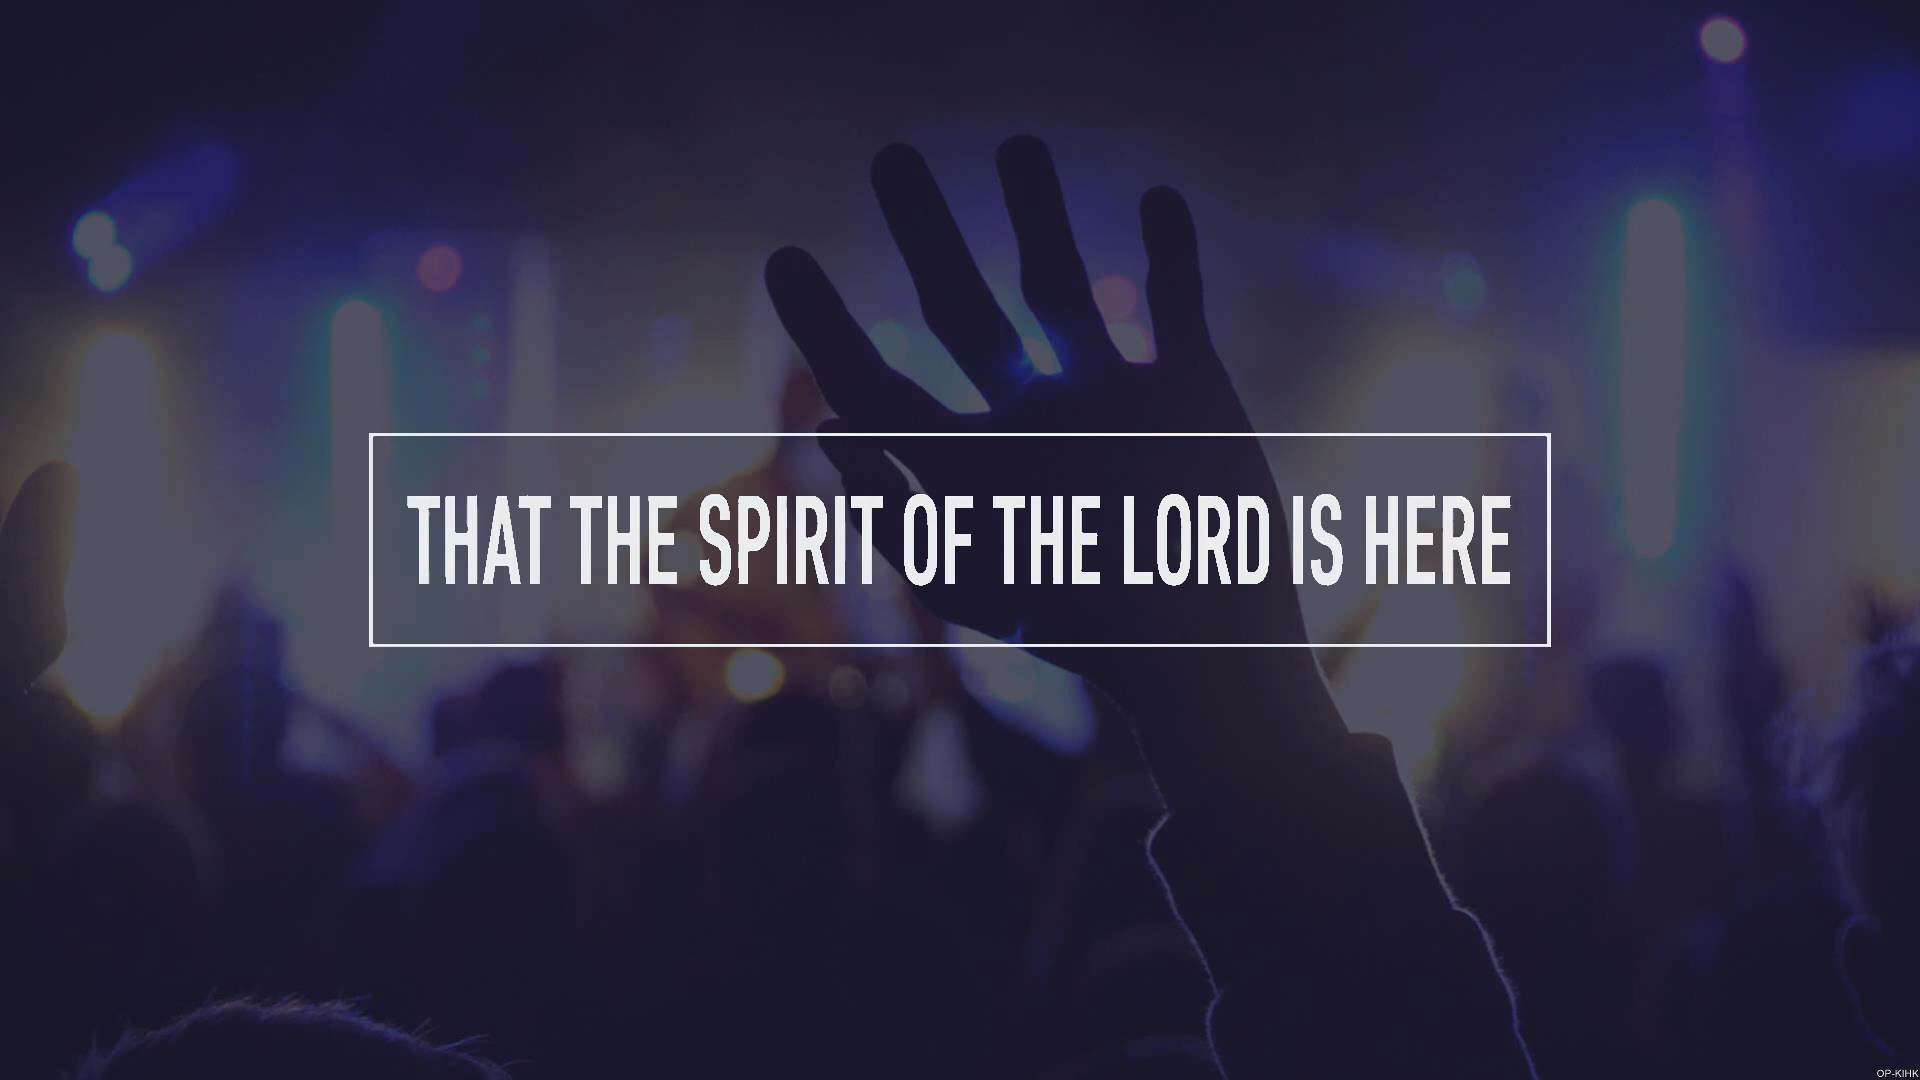 THAT THE SPIRIT OF THE LORD IS HERE
OP-KIHK